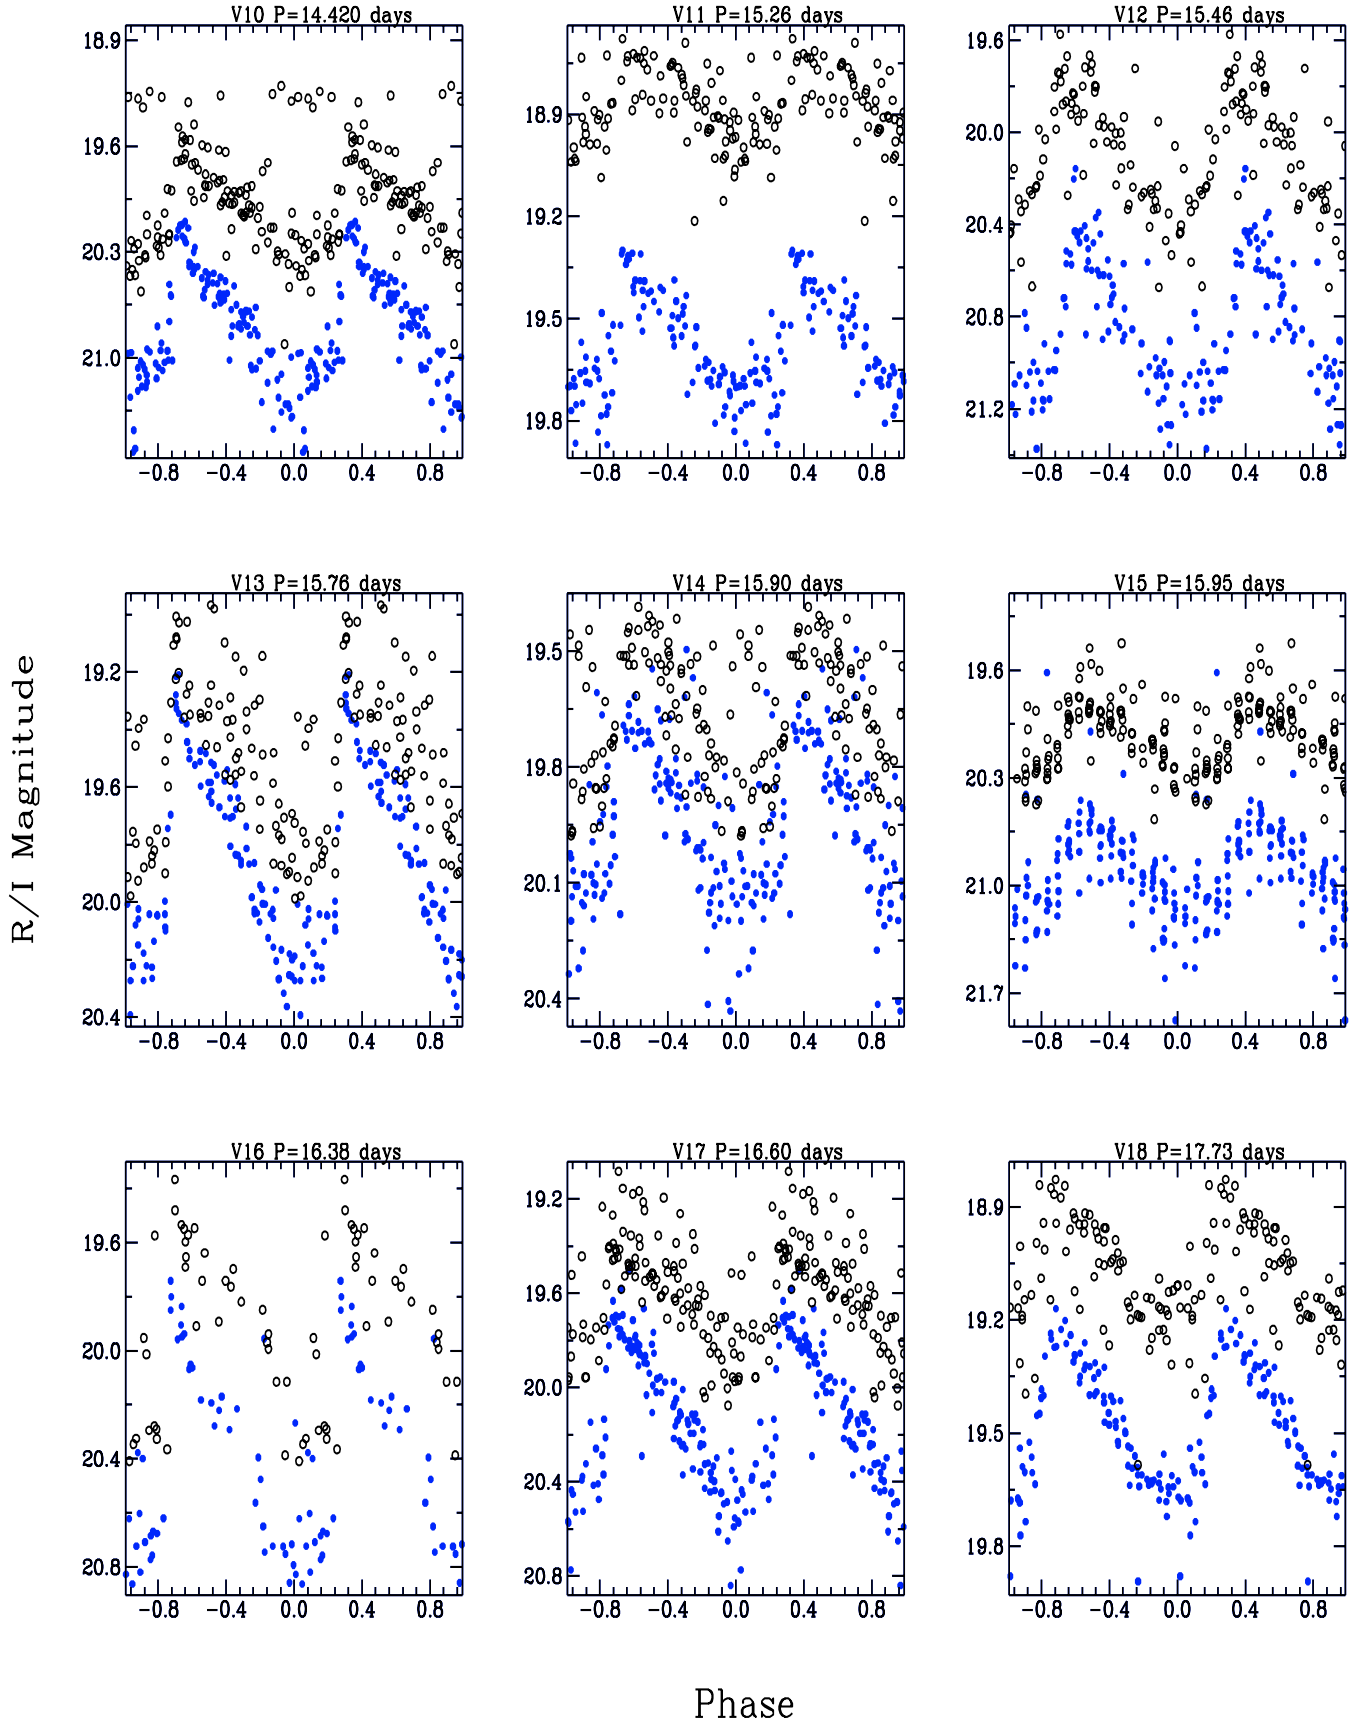 V10 P=14.420 days
V11 P=15.26 days
V12 P=15.46 days
18.9
19.6
20.3
21.0
-0.8 -0.4 0.0 0.4 0.8
18.9
19.2
19.5
19.8
-0.8 -0.4 0.0 0.4 0.8
19.6
20.0
20.4
20.8
21.2
-0.8 -0.4 0.0 0.4 0.8
R/I Magnitude
V13 P=15.76 days
V14 P=15.90 days
V15 P=15.95 days
19.2
19.6
20.0
20.4
-0.8 -0.4 0.0 0.4 0.8
19.5
19.8
20.1
20.4
-0.8 -0.4 0.0 0.4 0.8
19.6
20.3
21.0
21.7
-0.8 -0.4 0.0 0.4 0.8
V16 P=16.38 days
V17 P=16.60 days
V18 P=17.73 days
19.6
20.0
20.4
20.8
-0.8 -0.4 0.0 0.4 0.8
19.2
19.6
20.0
20.4
20.8
-0.8 -0.4 0.0 0.4 0.8
18.9
19.2
19.5
19.8
-0.8 -0.4 0.0 0.4 0.8
Phase